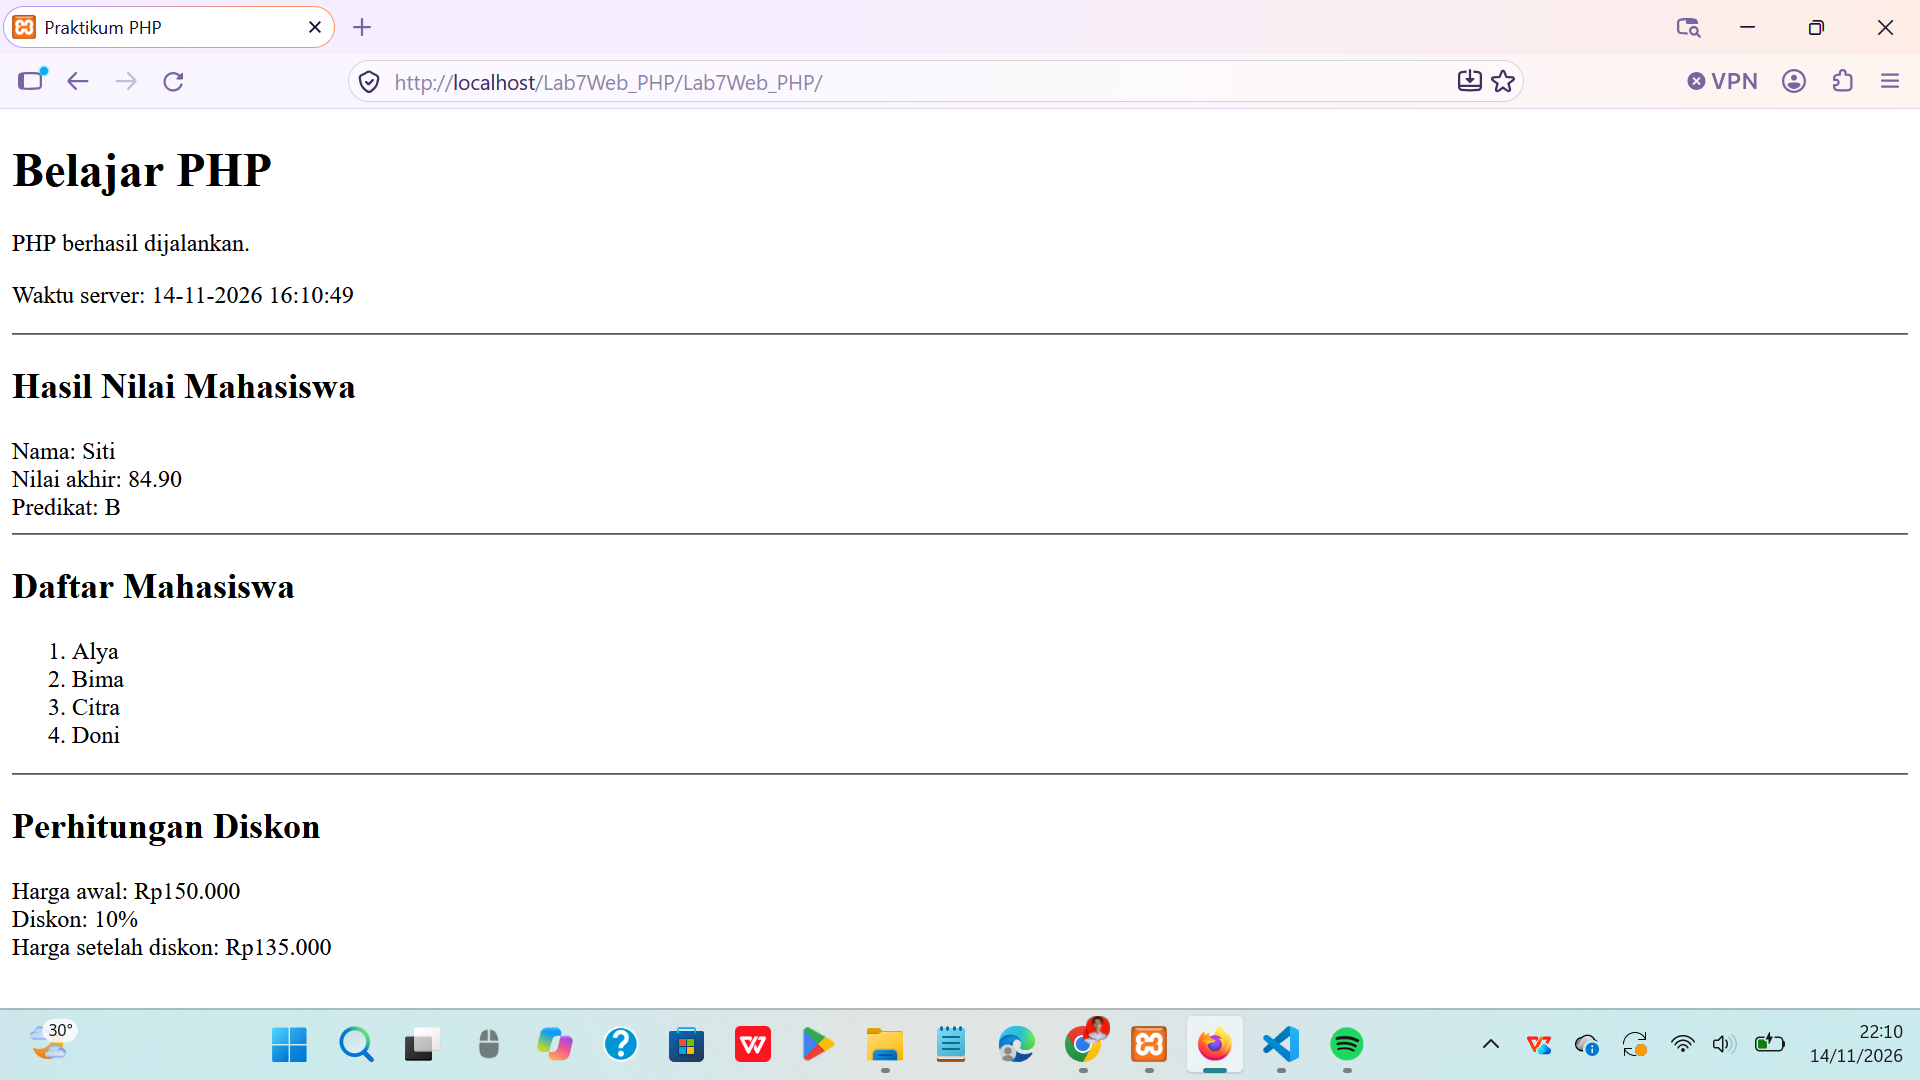 Praktikum PHP
http://localhost/Lab7Web_PHP/Lab7Web_PHP/
VPN
Belajar PHP
PHP berhasil dijalankan.
Waktu server: 14-11-2026 16:10:49
Hasil Nilai Mahasiswa
Nama: Siti
Nilai akhir: 84.90
Predikat: B
Daftar Mahasiswa
1. Alya
2. Bima
3. Citra
4. Doni
Perhitungan Diskon
Harga awal: Rp150.000
Diskon: 10%
Harga setelah diskon: Rp135.000
30°
22:10
14/11/2026